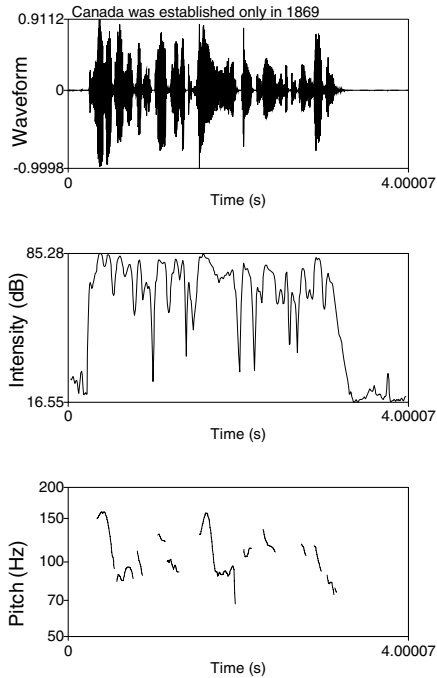 Canada was established only in 1869
0.9112
0
-0.9998
Waveform
0
4.00007
Time (s)
85.28
16.55
Intensity (dB)
0
4.00007
Time (s)
200
150
100
70
50
Pitch (Hz)
0
4.00007
Time (s)